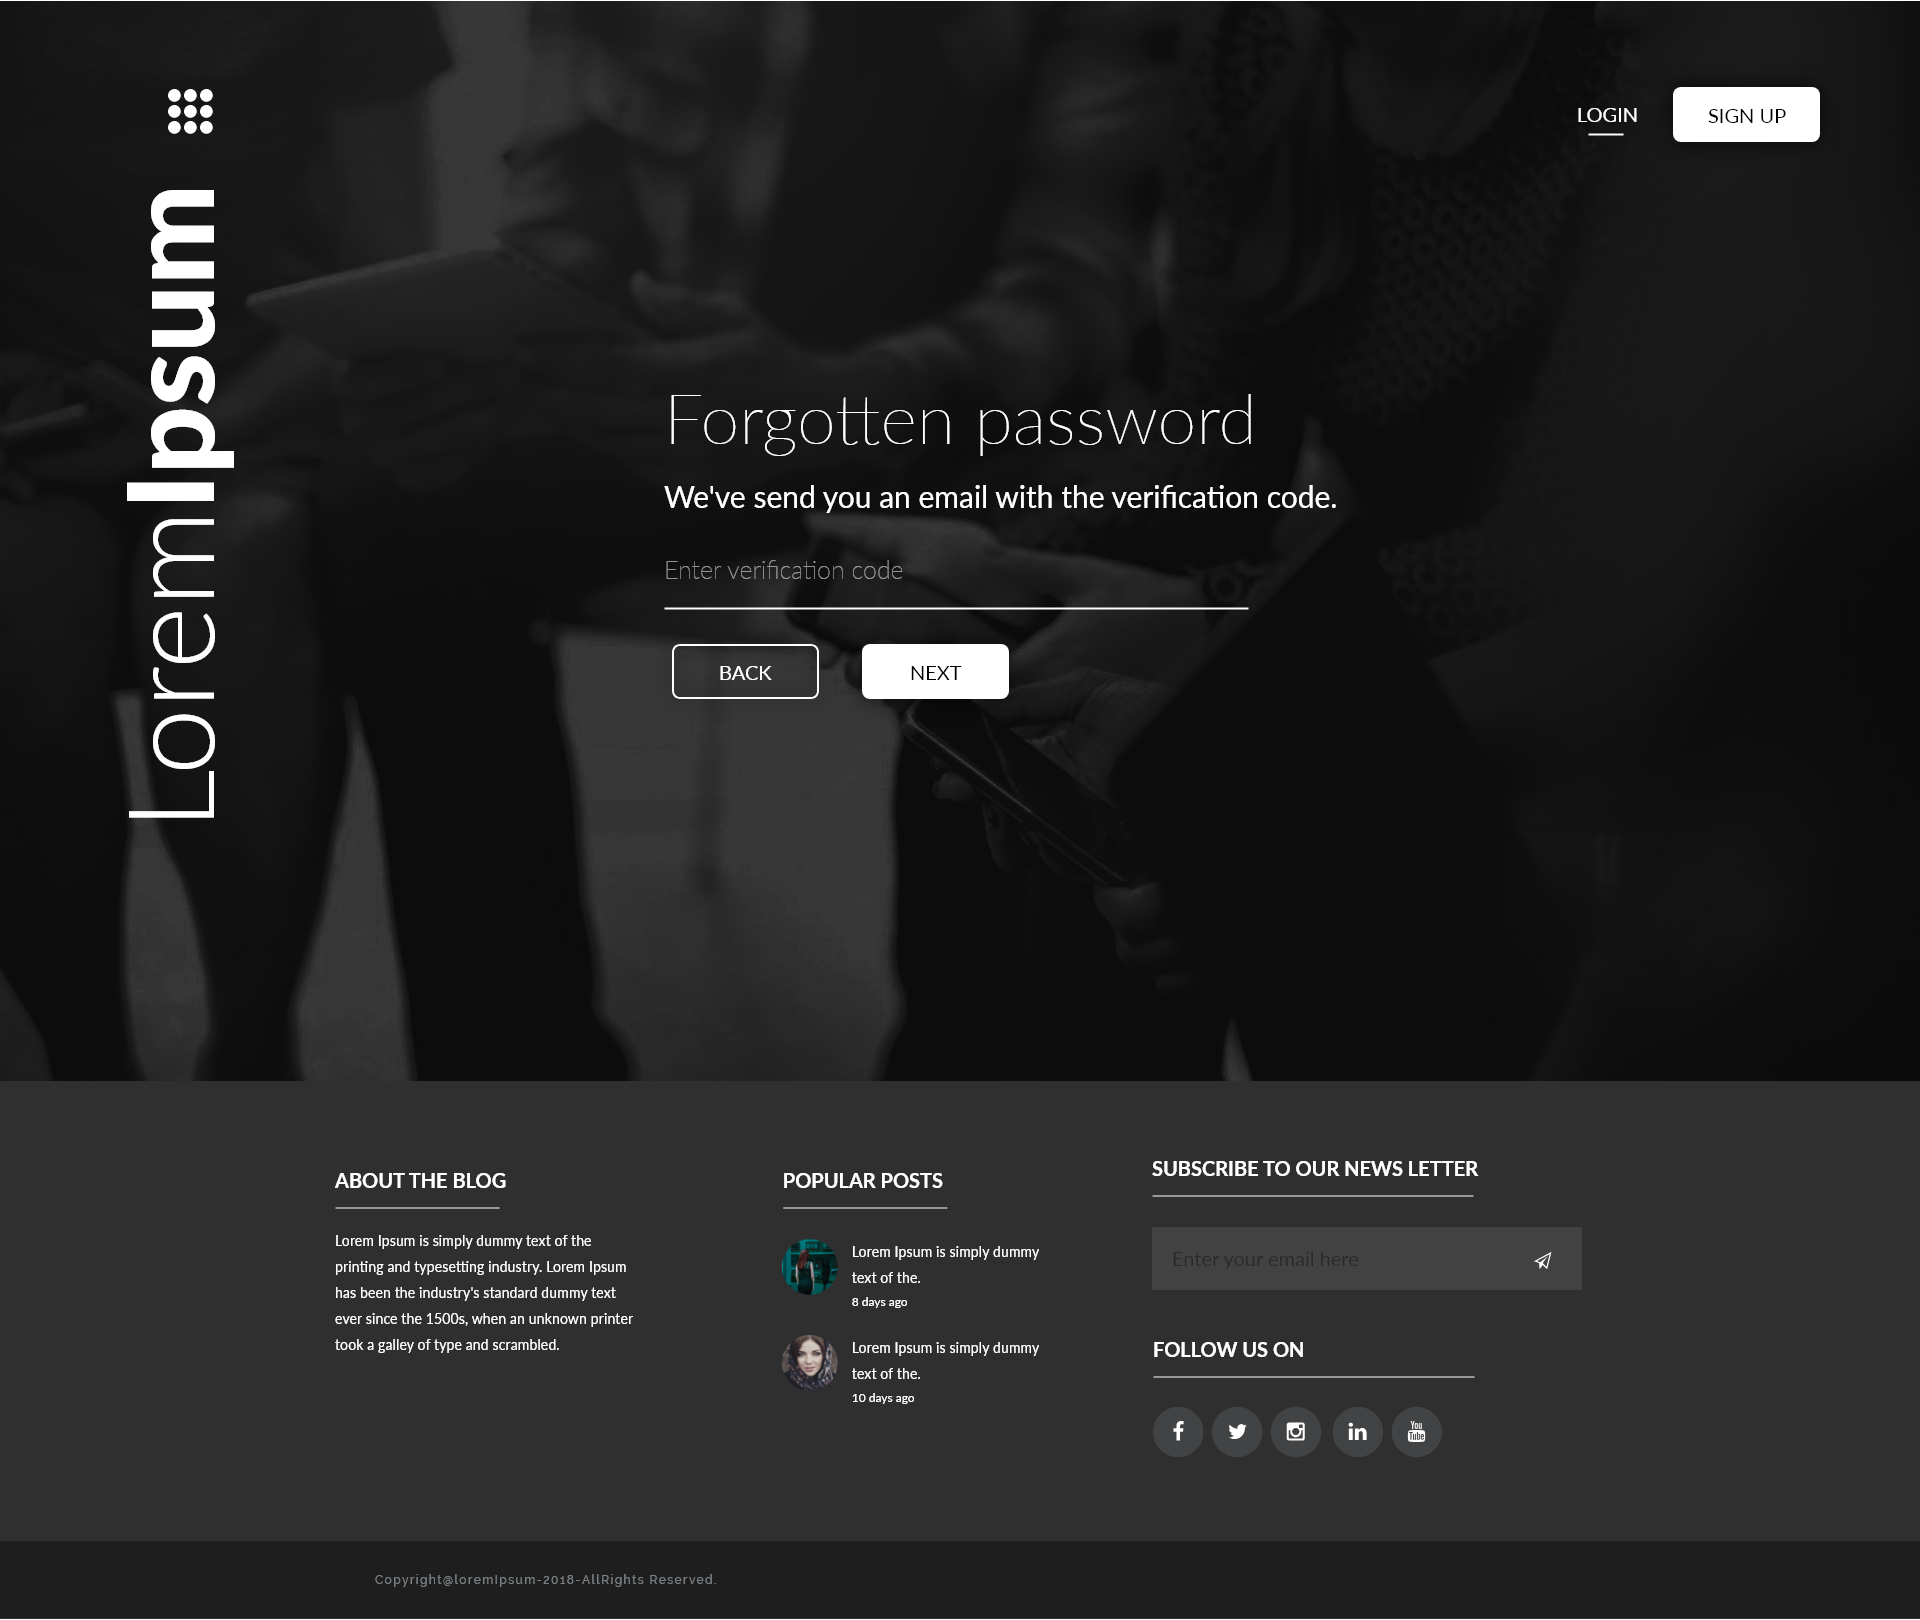 LOGIN
SIGN UP
LoremIpsum
Forgotten password
We've send you an email with the verification code.
Enter verification code
BACK
NEXT
ABOUT THE BLOG
Lorem Ipsum is simply dummy text of the
printing and typesetting industry. Lorem Ipsum
has been the industry's standard dummy text
ever since the 1500s, when an unknown printer
took a galley of type and scrambled.
POPULAR POSTS
Lorem Ipsum is simply dummy
text of the.
8 days ago
Lorem Ipsum is simply dummy
text of the.
10 days ago
SUBSCRIBE TO OUR NEWS LETTER
Enter your email here
FOLLOW US ON
You
Tube
Copyright@loremIpsum-2018-AllRights Reserved.